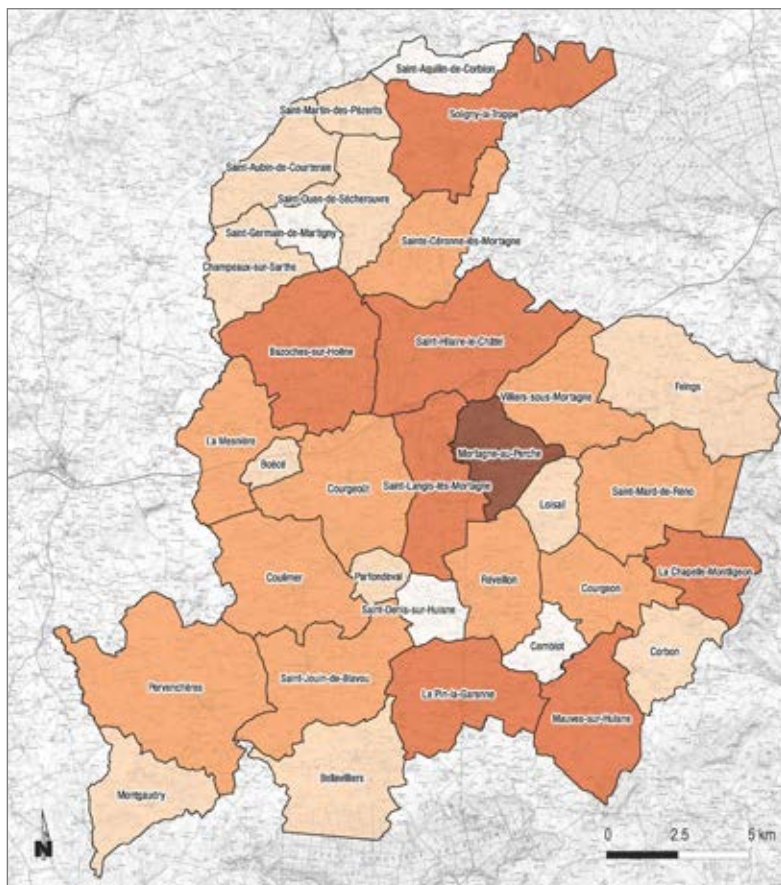 Saint-Aquilin-de-Corbion
Saint-Martin-des-Pézerits
Soligny-la-Trappe
Saint-Aubin-de-Courteraie
Saint-Ouen-de-Sécherouvre
Saint-Germain-de-Martigny
Sainte-Céronne-lès-Mortagne
Champeaux-sur-Sarthe
Bazoches-sur-Hoëne
Saint-Hilaire-le-Châtel
Feings
Villiers-sous-Mortagne
La Mesnière
Mortagne-au-Perche
Boëcé
Courgeoût
Saint-Langis-lès-Mortagne
Saint-Mard-de-Réno
Loisail
La Chapelle-Montligeon
Coulimer
Parfondeval
Réveillon
Courgeon
Saint-Denis-sur-Huisne
Comblot
Corbon
Pervenchères
Saint-Jouin-de-Blavou
Le Pin-la-Garenne
Mauves-sur-Huisne
Montgaudry
Bellavilliers
N
0 2.5 5 km